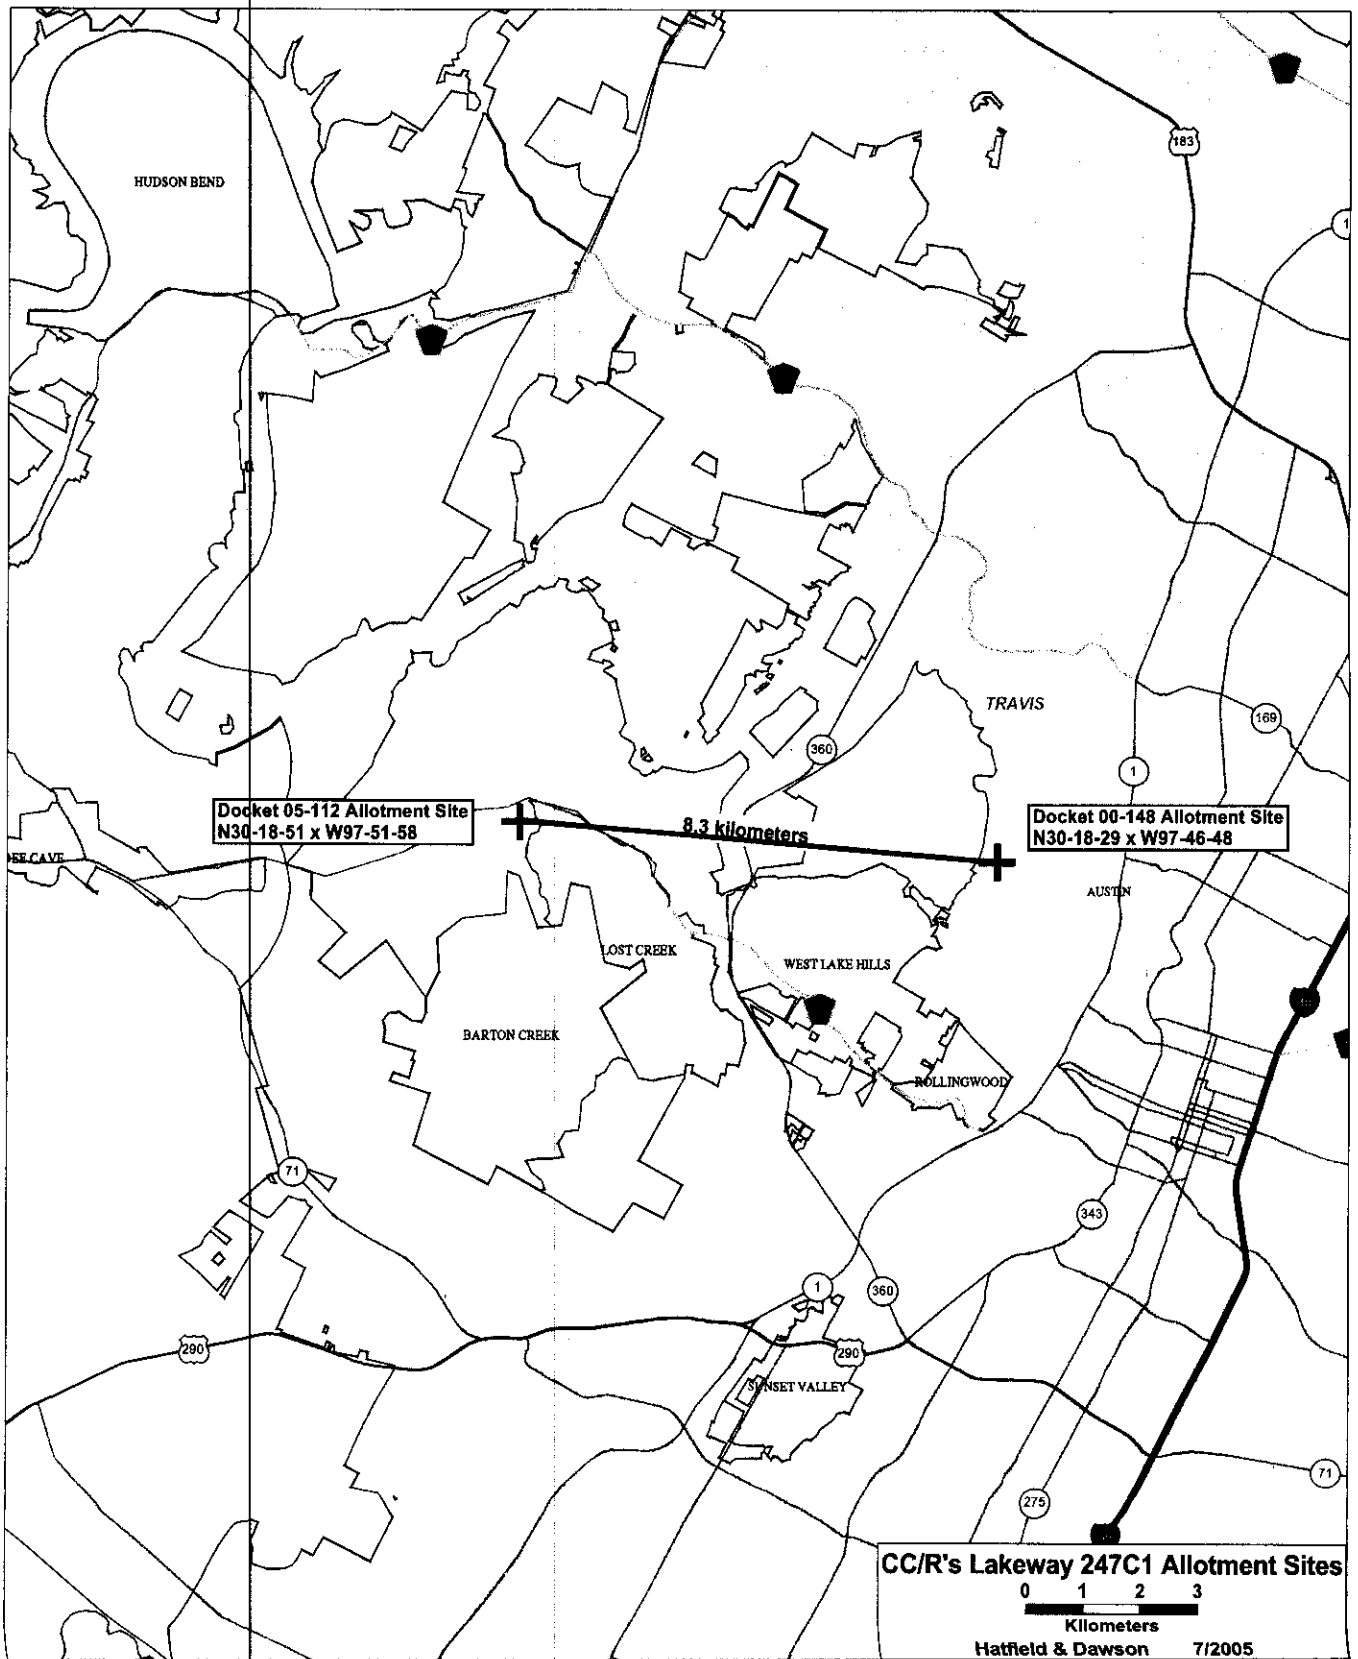 183
1
HUDSON BEND
TRAVIS
169
360
1
Docket 05-112 Allotment Site
N30-18-51 x W97-51-58
8.3 kilometers
Docket 00-148 Allotment Site
N30-18-29 x W97-46-48
CAVE
AUSTIN
LOST CREEK
WEST LAKE HILLS
BARTON CREEK
ROLLINGWOOD
71
343
1
360
290
290
SUNSET VALLEY
71
275
CC/R's Lakeway 247C1 Allotment Sites
0 1 2 3
Kilometers
Hatfield & Dawson 7/2005